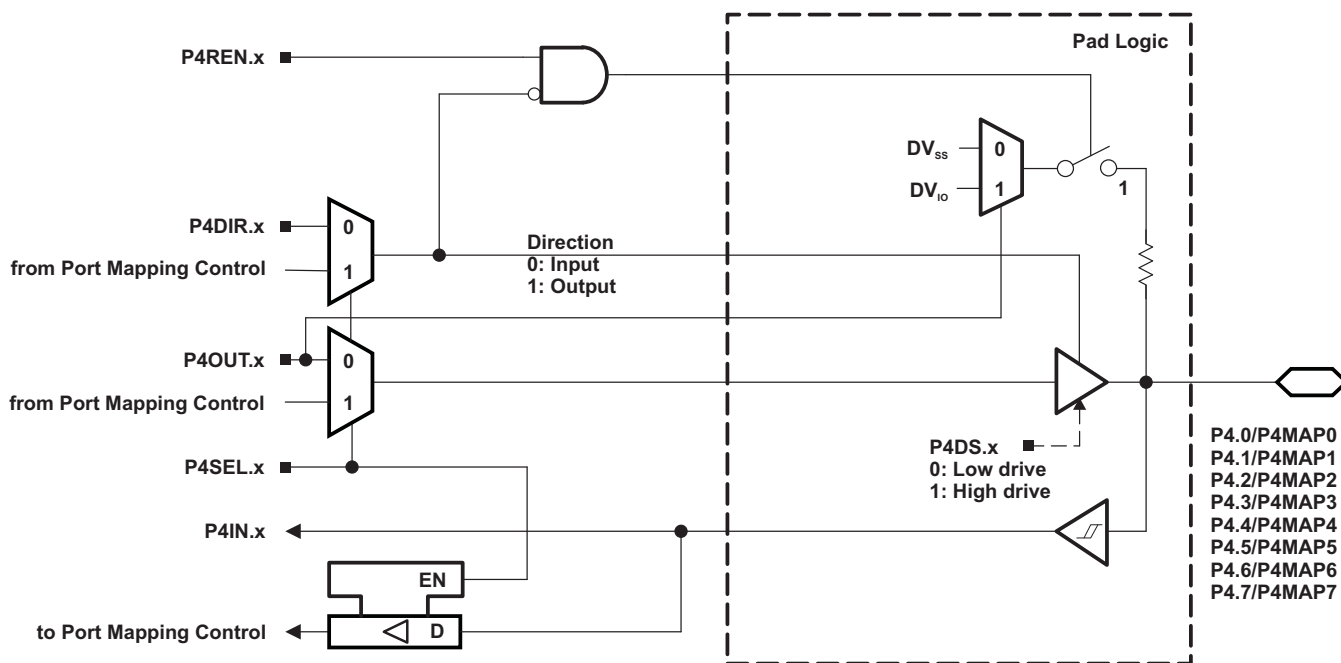 Pad Logic
P4REN.x
DVSS
0
DVIO
1
1
P4DIR.x
0
from Port Mapping Control
1
Direction
0: Input
1: Output
P4OUT.x
0
from Port Mapping Control
1
P4DS.x
0: Low drive
1: High drive
P4SEL.x
P4.0/P4MAP0
P4.1/P4MAP1
P4.2/P4MAP2
P4.3/P4MAP3
P4.4/P4MAP4
P4.5/P4MAP5
P4.6/P4MAP6
P4.7/P4MAP7
P4IN.x
EN
to Port Mapping Control
D